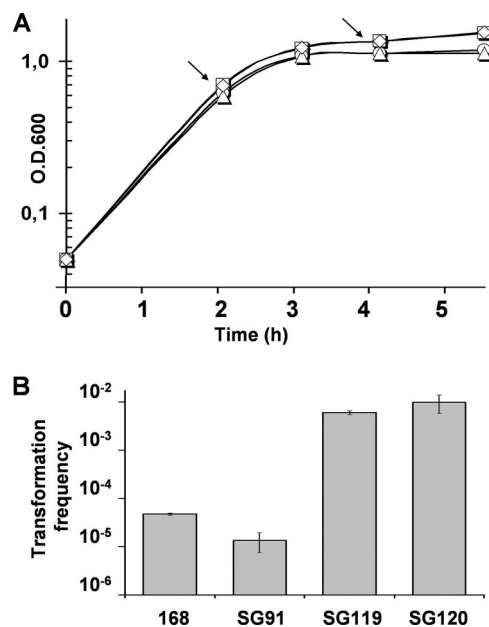 A
O.D.600
1,0
0,1
0 1 2 3 4 5
Time (h)
B
Transformation
frequency
10-2
10-3
10-4
10-5
10-6
168 SG91 SG119 SG120